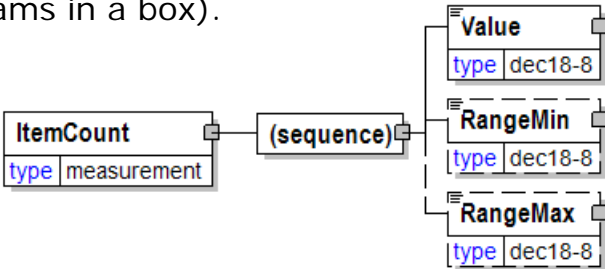 ams in a box).
Value
type dec18-8
ItemCount
type measurement
(sequence)
RangeMin
type dec18-8
RangeMax
type dec18-8